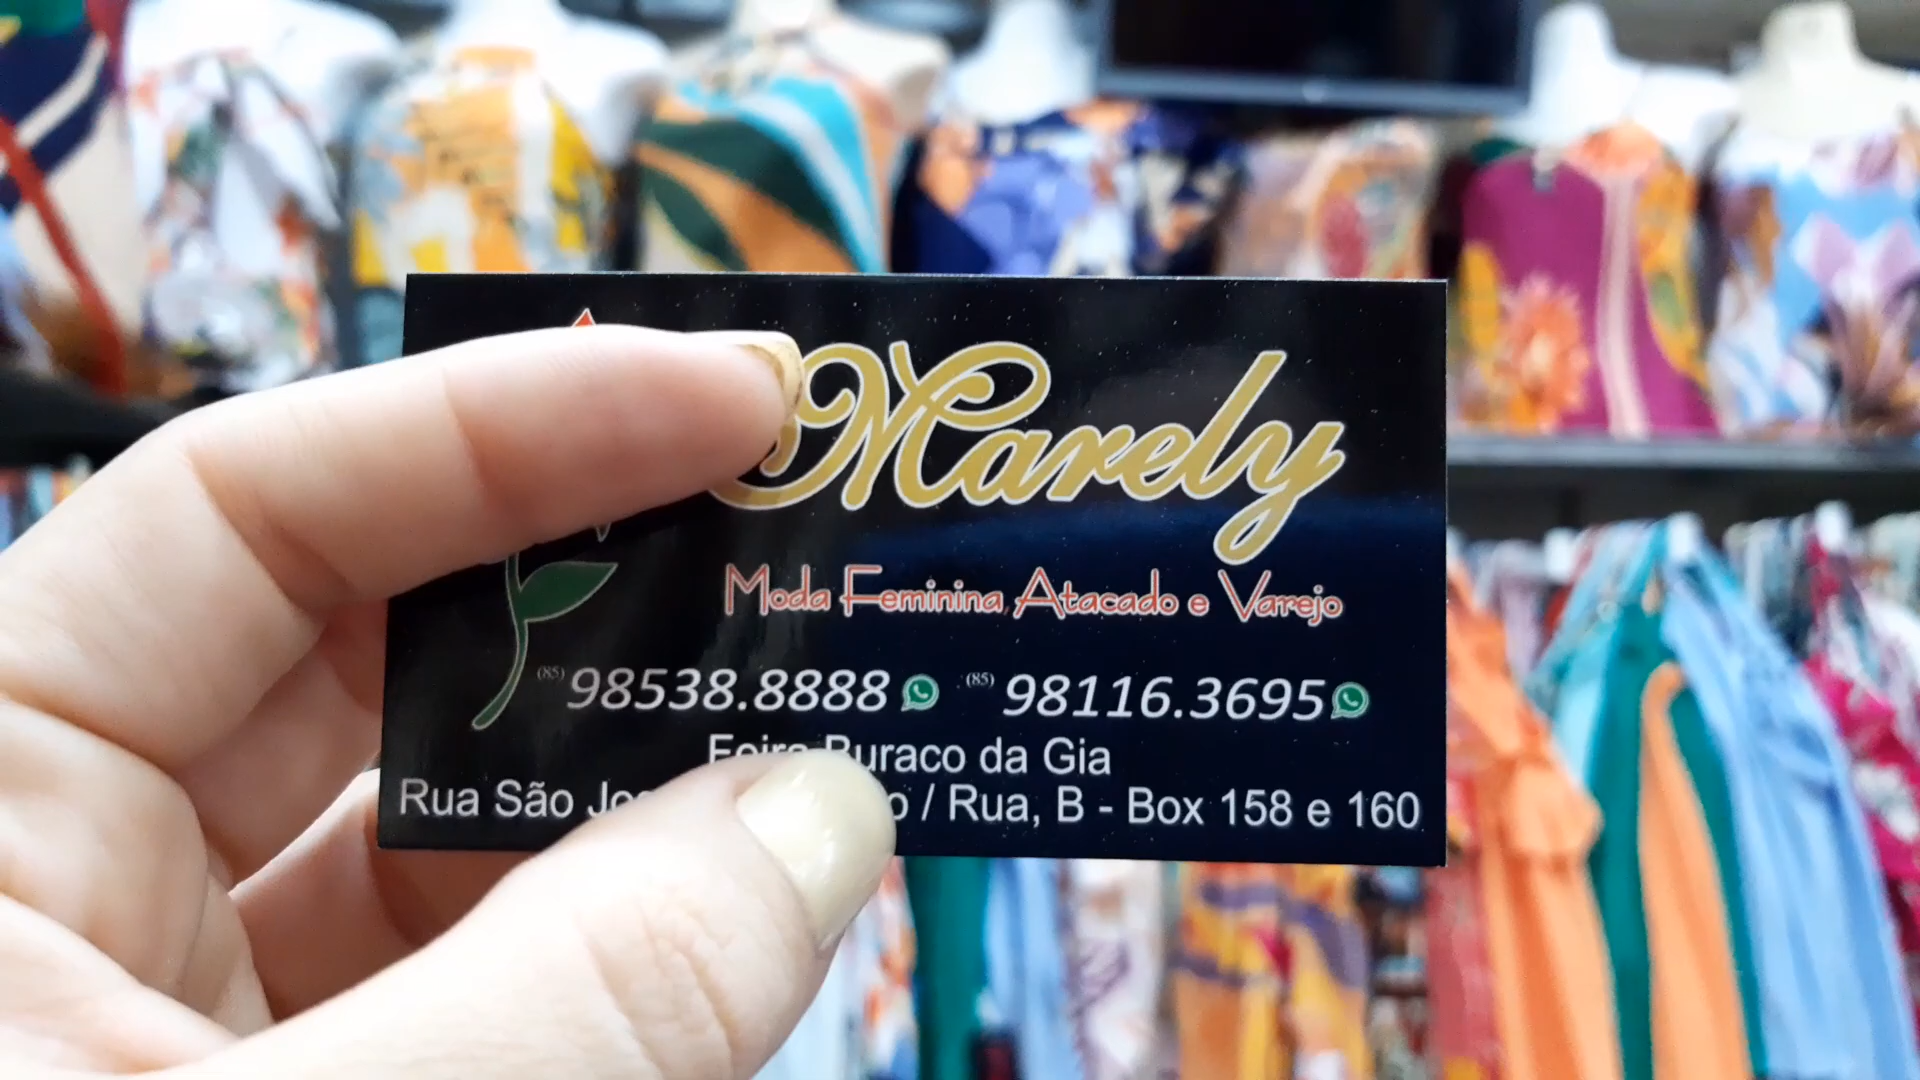 Marely
Moda Feminina, Atacado e Varejo
(85) 98538.8888 (85) 98116.3695
Feira Buraco da Gia
Rua São / Rua, B - Box 158 e 160